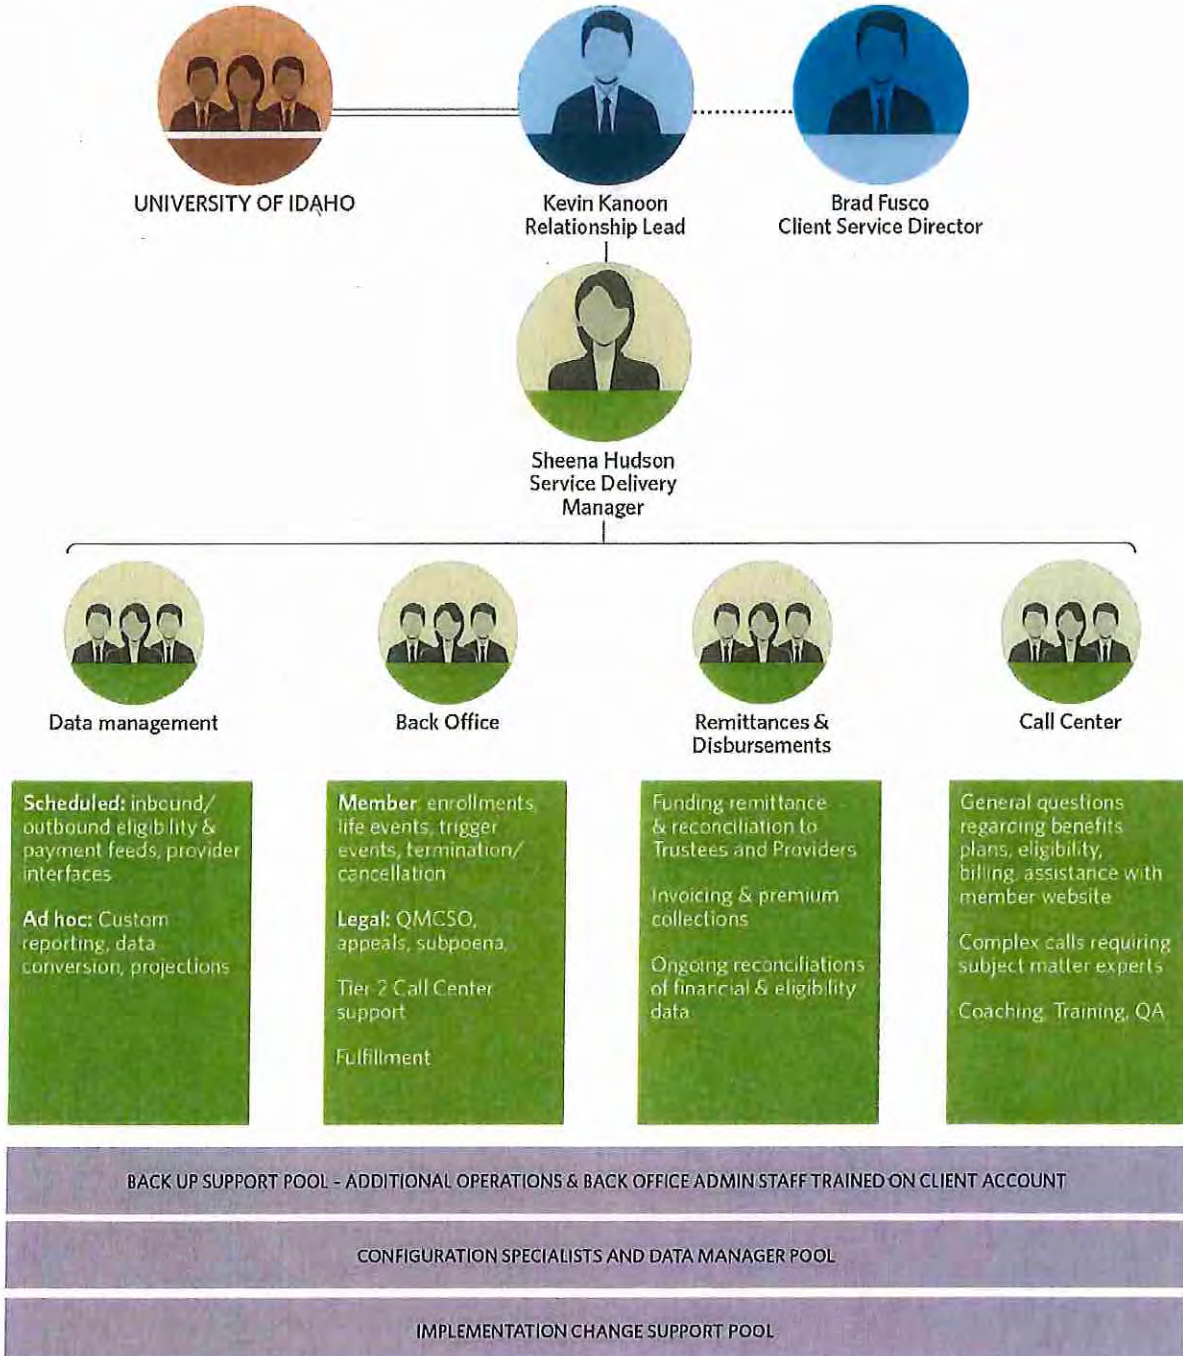 UNIVERSITY OF IDAHO
Kevin Kanoon
Relationship Lead
Brad Fusco
Client Service Director
Sheena Hudson
Service Delivery
Manager
Data management
Scheduled: inbound/
outbound eligibility &
payment feeds, provider
interfaces
Ad hoc: Custom
reporting, data
conversion, projections
Back Office
Member: enrollments,
life events, trigger
events, termination/
cancellation
Legal: QMCSO,
appeals, subpoena,
Tier 2 Call Center
support
Fulfillment
Remittances &
Disbursements
Funding remittance
& reconciliation to
Trustees and Providers
Invoicing & premium
collections
Ongoing reconciliations
of financial & eligibility
data
Call Center
General questions
regarding benefits
plans, eligibility,
billing, assistance with
member website
Complex calls requiring
subject matter experts
Coaching, Training, QA
BACK UP SUPPORT POOL - ADDITIONAL OPERATIONS & BACK OFFICE ADMIN STAFF TRAINED ON CLIENT ACCOUNT
CONFIGURATION SPECIALISTS AND DATA MANAGER POOL
IMPLEMENTATION CHANGE SUPPORT POOL